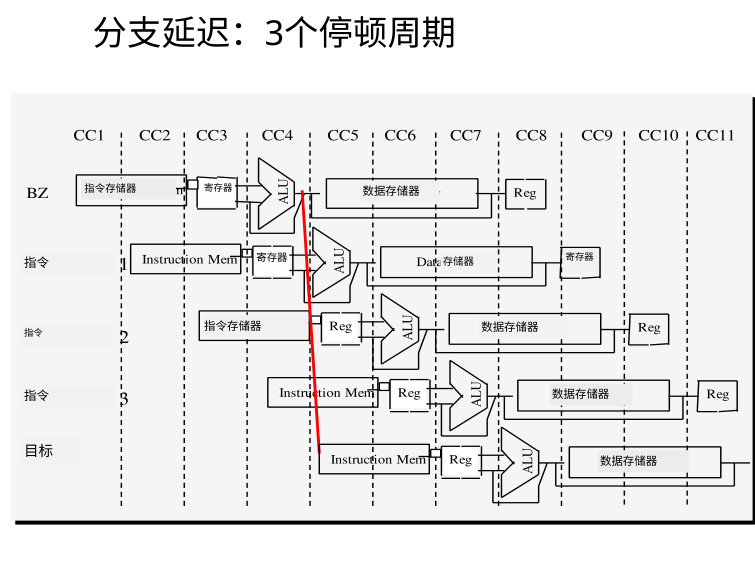 分支延迟：3个停顿周期
CC1 CC2 CC3 CC4 CC5 CC6 CC7 CC8 CC9 CC10 CC11
BZ 指令存储器 寄存器 ALU 数据存储器 Reg
指令 1 Instruction Mem 寄存器 ALU Data存储器 寄存器
指令 2 指令存储器 Reg ALU 数据存储器 Reg
指令 3 Instruction Mem Reg ALU 数据存储器 Reg
目标 Instruction Mem Reg ALU 数据存储器